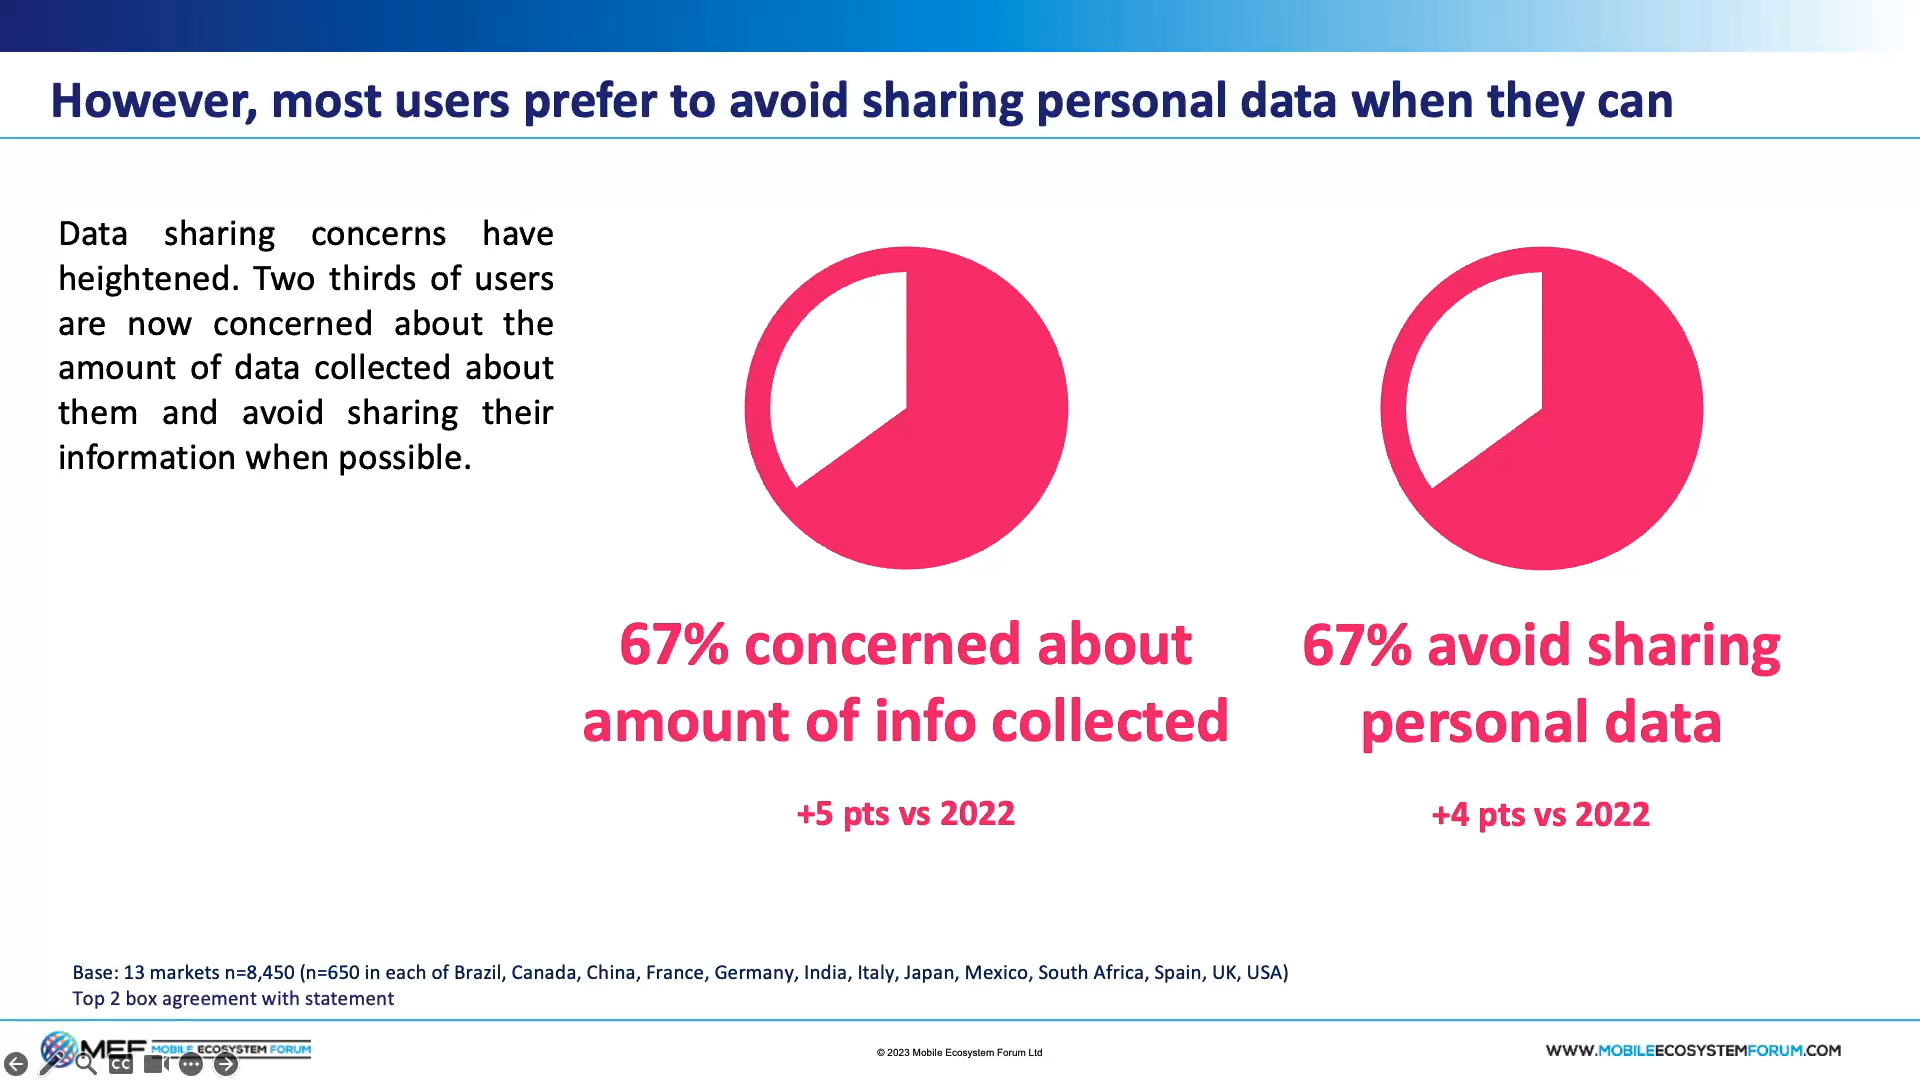 However, most users prefer to avoid sharing personal data when they can
Data sharing concerns have
heightened. Two thirds of users
are now concerned about the
amount of data collected about
them and avoid sharing their
information when possible.
67% concerned about
amount of info collected
+5 pts vs 2022
67% avoid sharing
personal data
+4 pts vs 2022
Base: 13 markets n=8,450 (n=650 in each of Brazil, Canada, China, France, Germany, India, Italy, Japan, Mexico, South Africa, Spain, UK, USA)
Top 2 box agreement with statement
MEF MOBILE ECOSYSTEM FORUM
CC
© 2023 Mobile Ecosystem Forum Ltd
WWW.MOBILEECOSYSTEMFORUM.COM